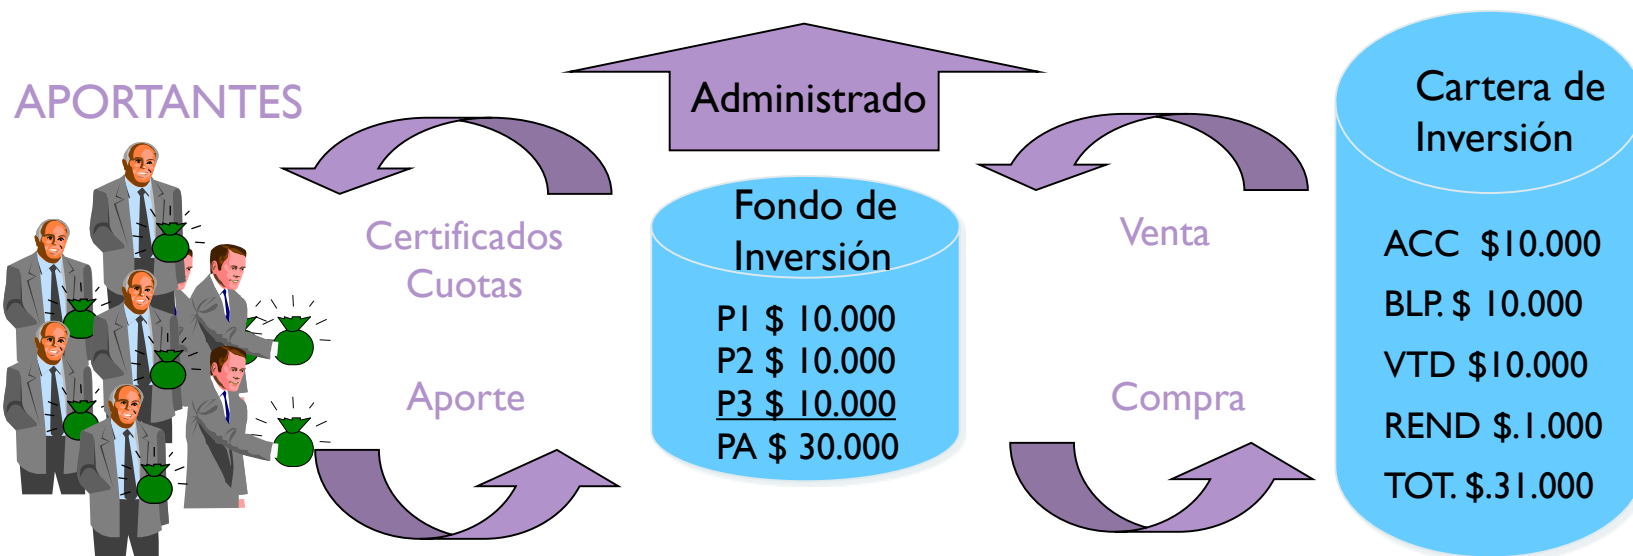 APORTANTES
Administrado
Certificados
Cuotas
Aporte
Fondo de
Inversión
P1 $ 10.000
P2 $ 10.000
P3 $ 10.000
PA $ 30.000
Venta
Compra
Cartera de
Inversión
ACC $10.000
BLP. $ 10.000
VTD $10.000
REND $.1.000
TOT. $.31.000